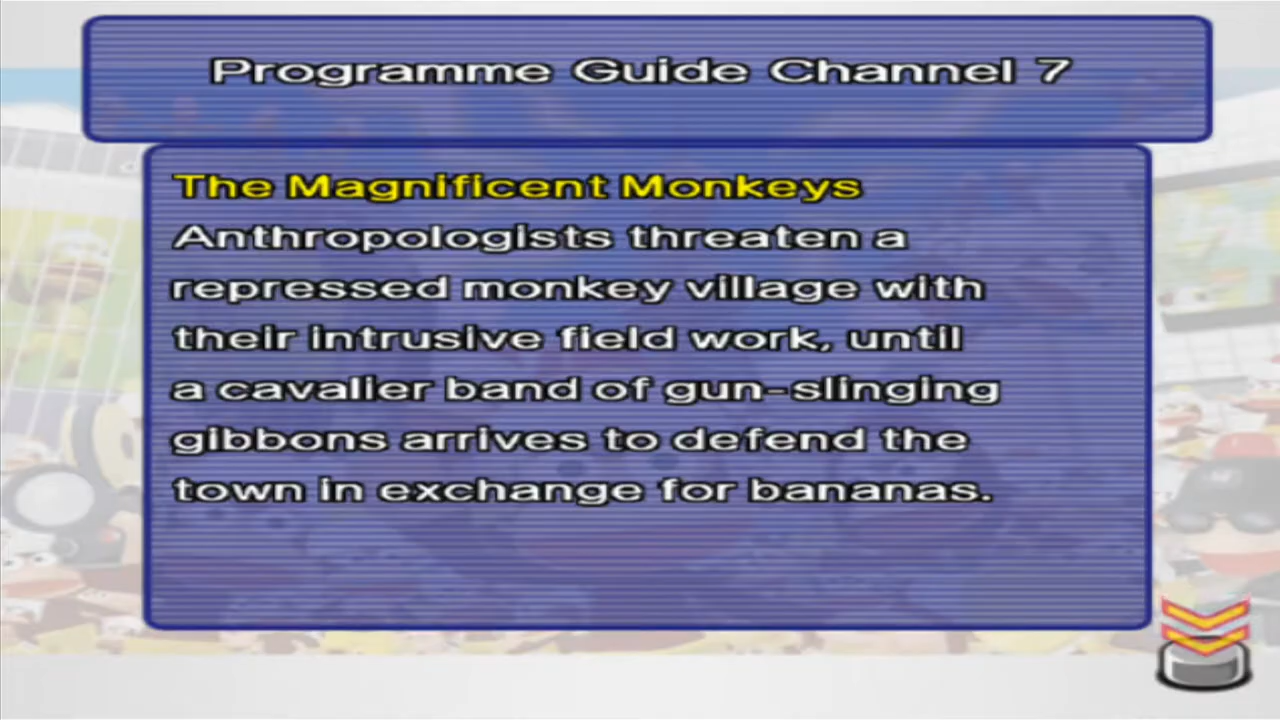 Programme Guide Channel 7
The Magnificent Monkeys
Anthropologists threaten a
repressed monkey village with
their intrusive field work, until
a cavalier band of gun-slinging
gibbons arrives to defend the
town in exchange for bananas.